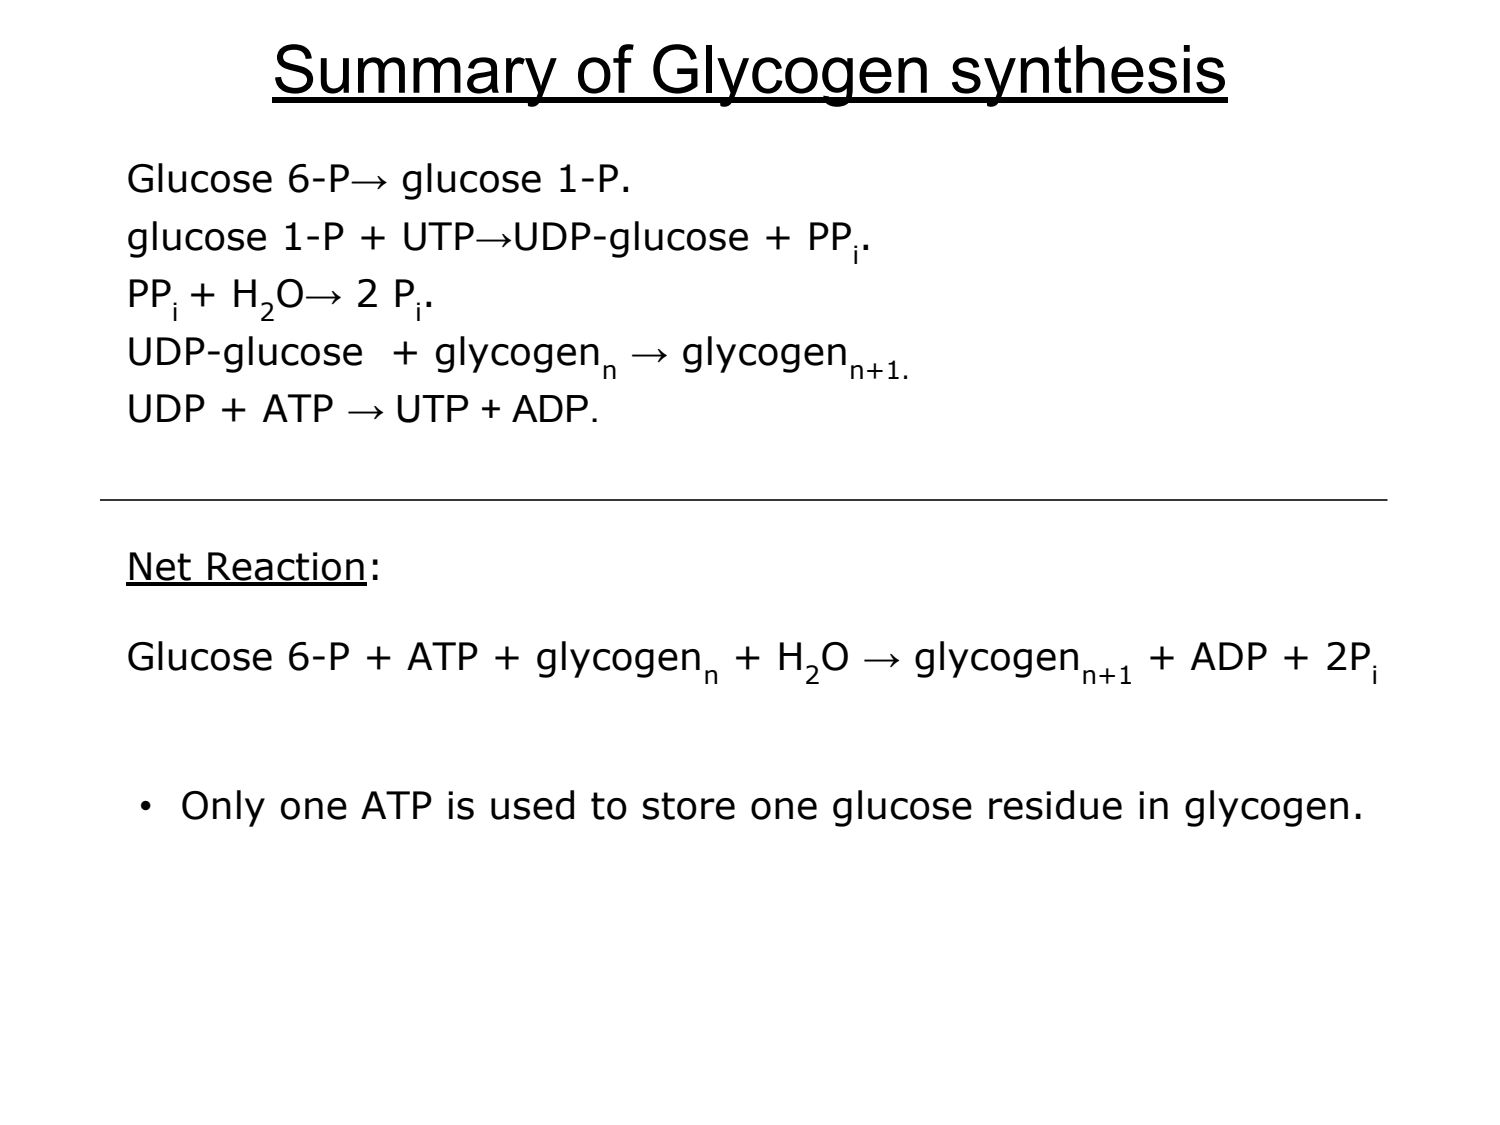 Summary of Glycogen synthesis
Glucose 6-P→ glucose 1-P.
glucose 1-P + UTP→UDP-glucose + PPi.
PPi + H2O→ 2 Pi.
UDP-glucose  + glycogenn → glycogenn+1.
UDP + ATP → UTP + ADP.
Net Reaction:
Glucose 6-P + ATP + glycogenn + H2O → glycogenn+1 + ADP + 2Pi
• Only one ATP is used to store one glucose residue in glycogen.